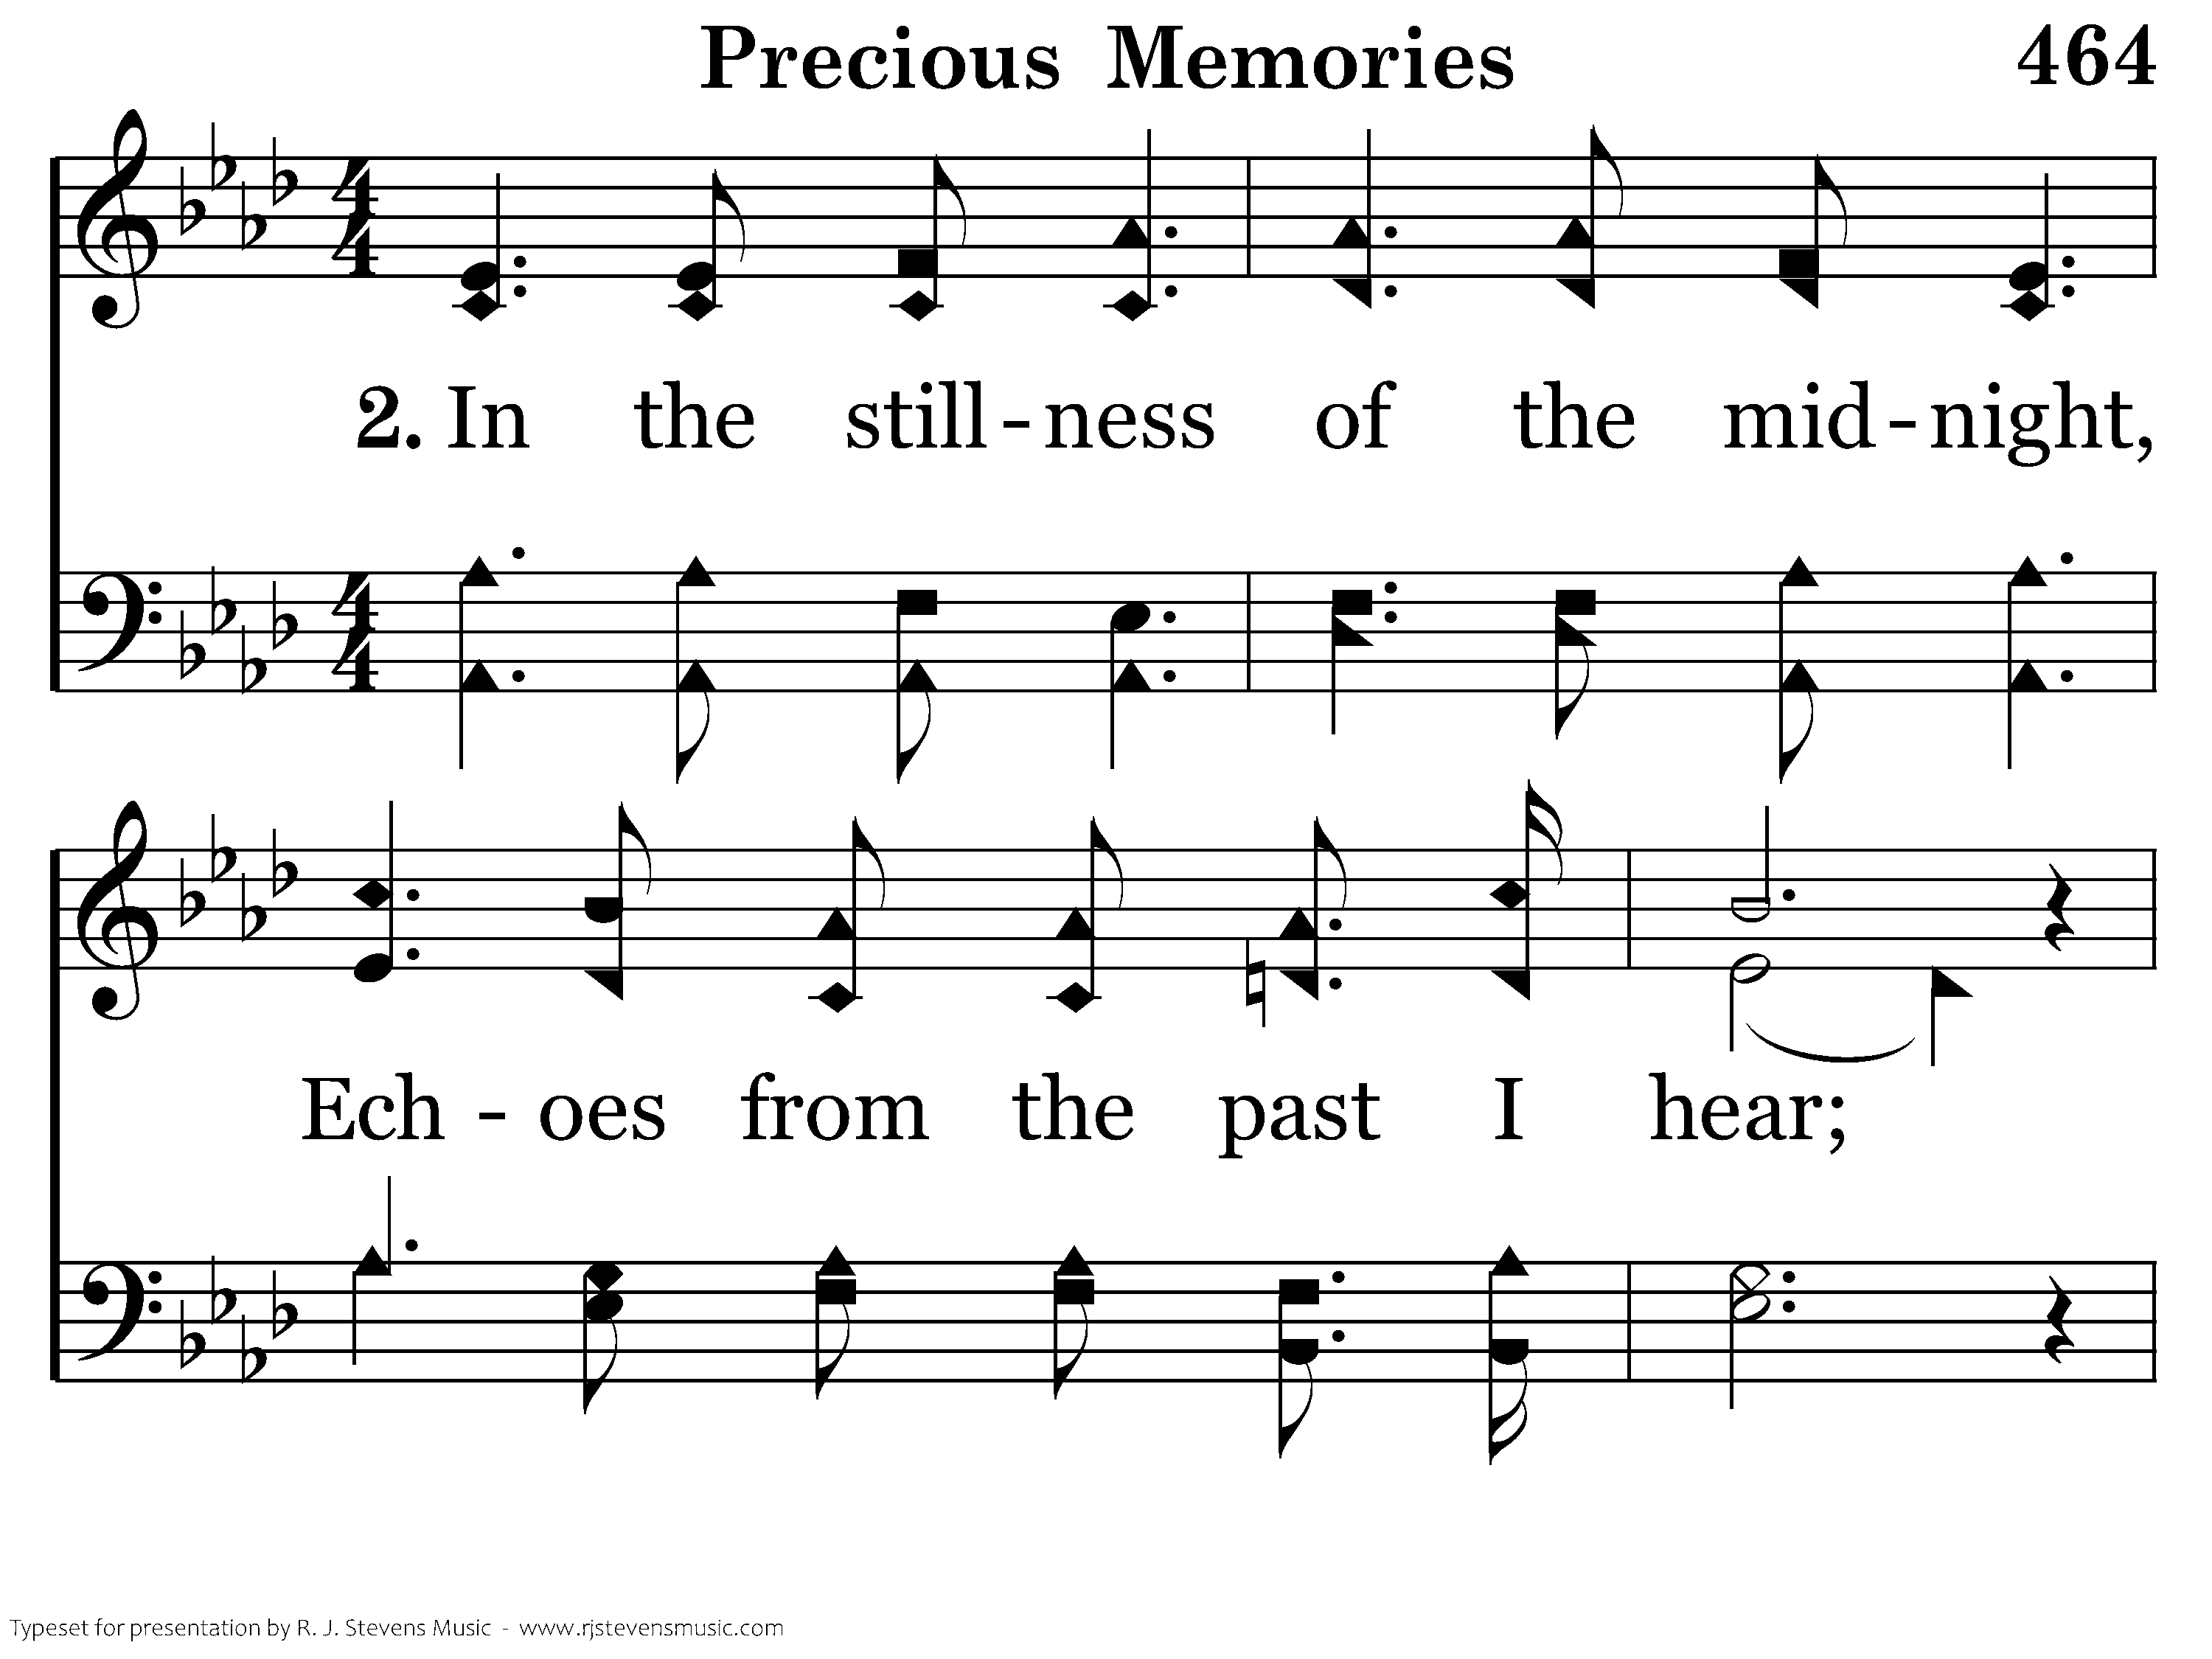 Precious Memories 464
2. In the still - ness of the mid - night,
Ech - oes from the past I hear;
Typeset for presentation by R. J. Stevens Music - www.rjstevensmusic.com